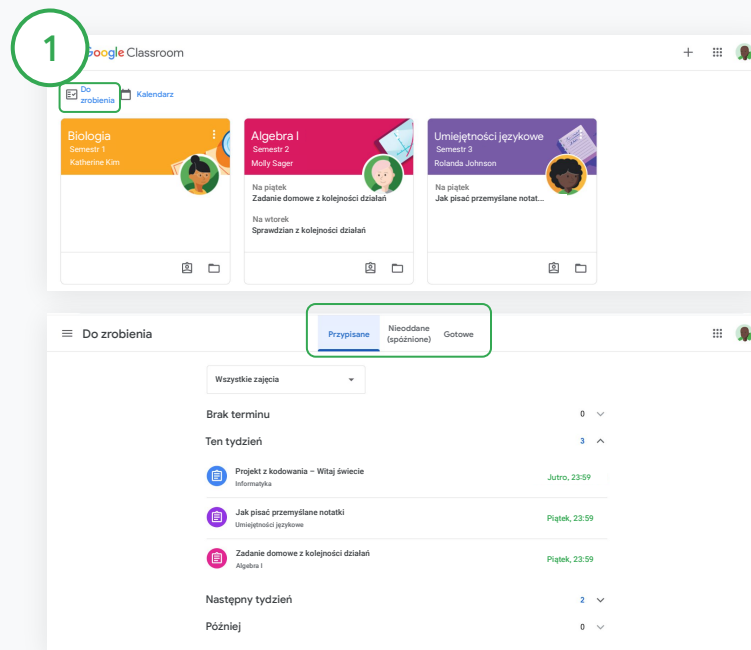 1
Google Classroom
Do
zrobienia
Kalendarz
Biologia
Semestr 1
Katherine Kim
Algebra I
Semestr 2
Molly Sager
Na piątek
Zadanie domowe z kolejności działań
Na wtorek
Sprawdzian z kolejności działań
Umiejętności językowe
Semestr 3
Rolanda Johnson
Na piątek
Jak pisać przemyślane notat...
Do zrobienia
Przypisane
Nieoddane
(spóźnione)
Gotowe
Wszystkie zajęcia
Brak terminu 0
Ten tydzień 3
Projekt z kodowania – Witaj świecie
Informatyka
Jutro, 23:59
Jak pisać przemyślane notatki
Umiejętności językowe
Piątek, 23:59
Zadanie domowe z kolejności działań
Algebra I
Piątek, 23:59
Następny tydzień 2
Później 0